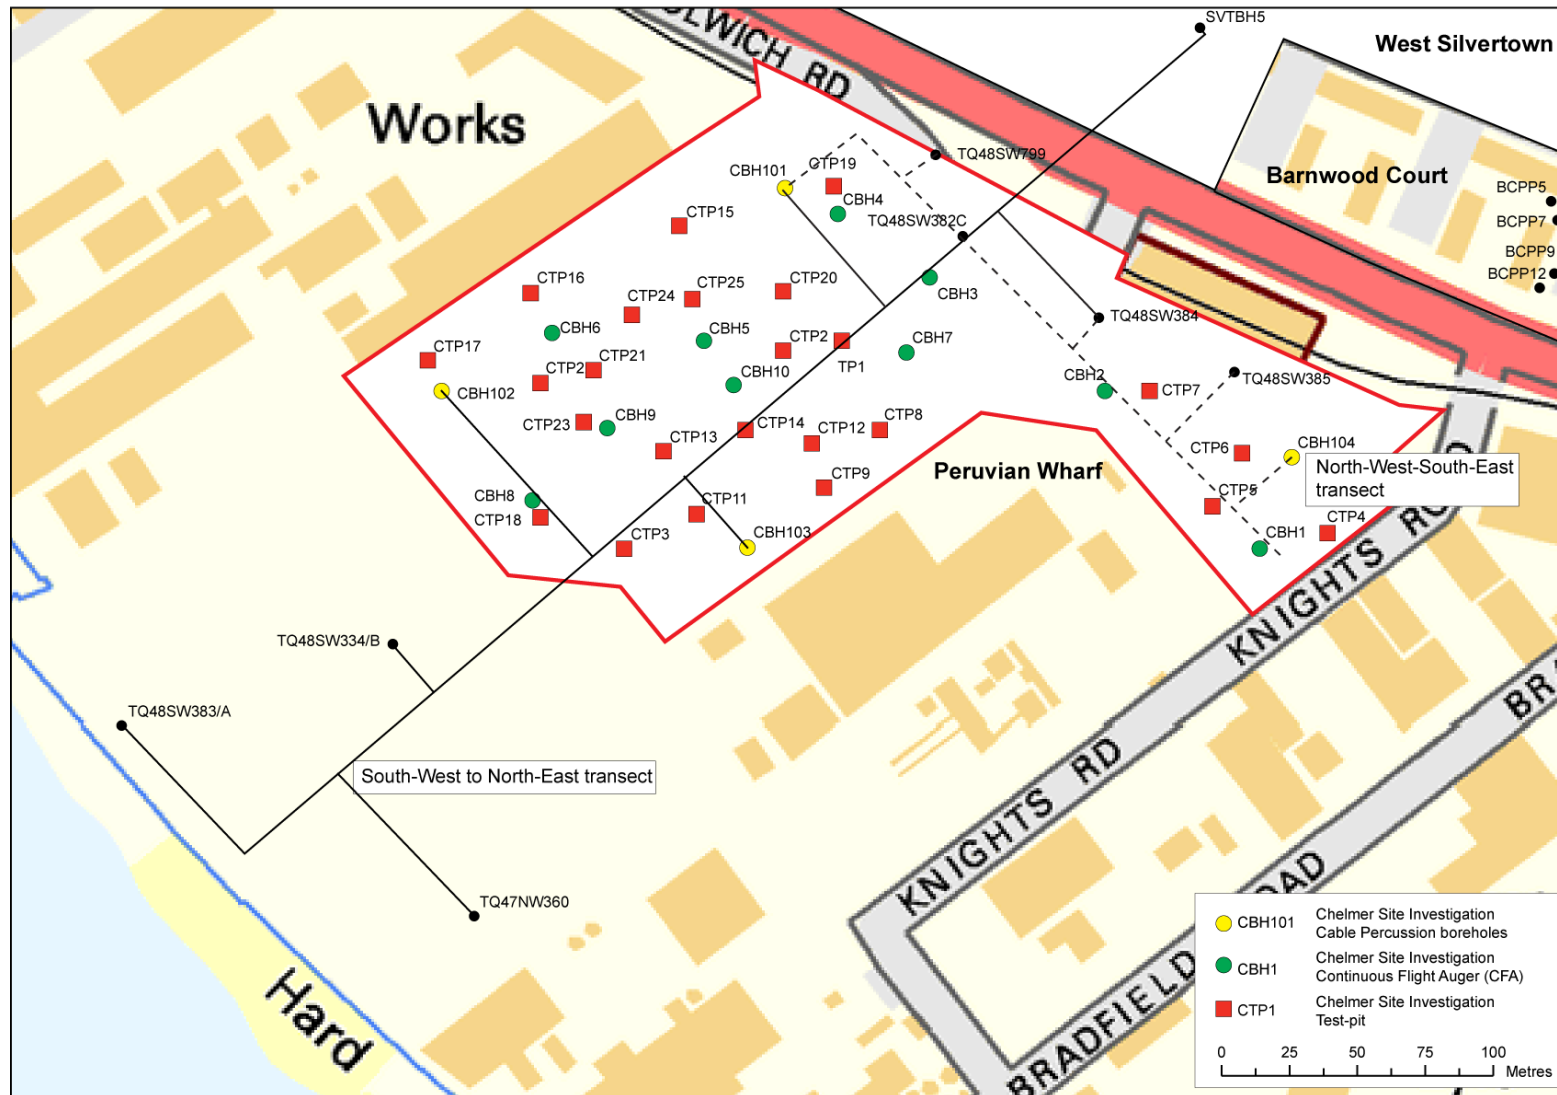 SVTBH5
West Silvertown
OLWICH RD
Works
TQ48SW799
Barnwood Court
CTP19
CBH101
BCPP5
CBH4
CTP15
TQ48SW382C
BCPP7
BCPP9
CTP16
CTP25
CTP20
BCPP12
CTP24
CBH3
TQ48SW384
CBH6
CBH5
CTP2
CBH7
CTP17
CTP21
TP1
CTP2
CBH10
CBH2
TQ48SW385
CBH102
CTP7
CTP23
CBH9
CTP14
CTP12
CTP8
CBH104
CTP13
CTP6
Peruvian Wharf
North-West-South-East
transect
CTP9
CBH8
CTP11
CTP5
CTP18
CTP4
CTP3
CBH103
CBH1
KNIGHTS RO
TQ48SW334/B
TQ48SW383/A
BRA
South-West to North-East transect
KNIGHTS RD
TQ47NW360
BRADFIELD ROAD
Hard
CBH101
Chelmer Site Investigation
Cable Percussion boreholes
CBH1
Chelmer Site Investigation
Continuous Flight Auger (CFA)
CTP1
Chelmer Site Investigation
Test-pit
0 25 50 75 100
Metres